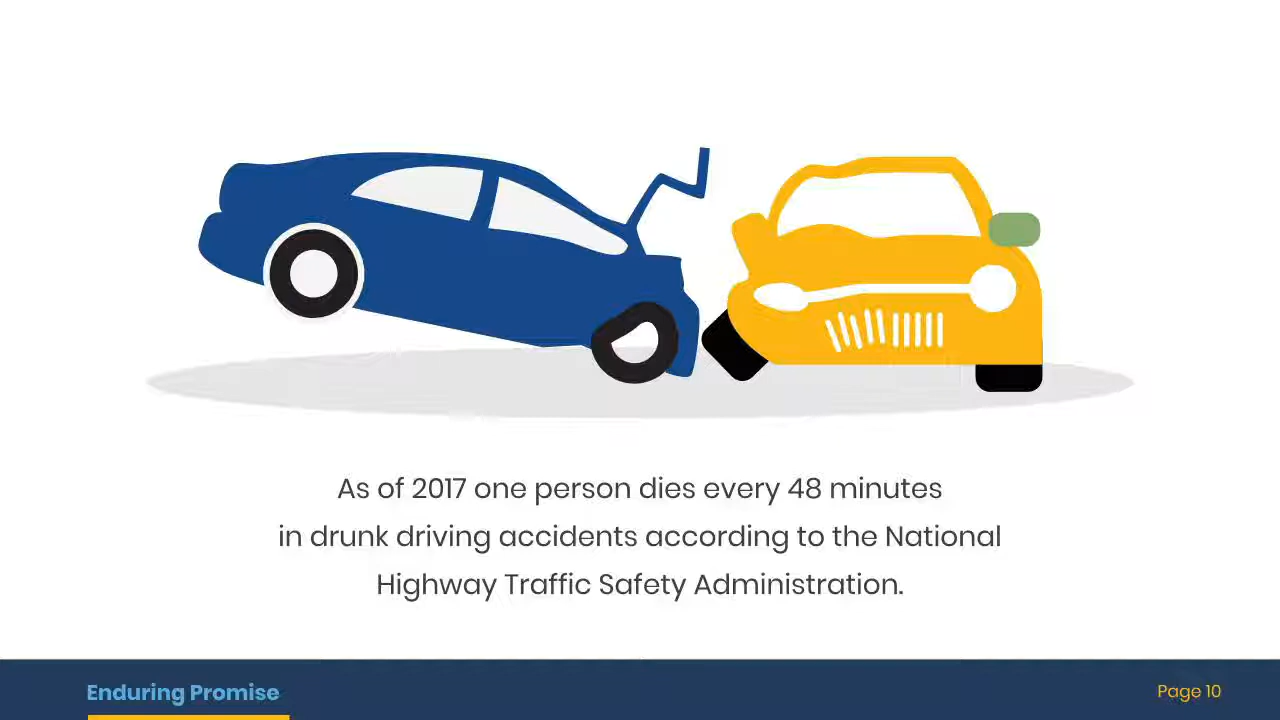 As of 2017 one person dies every 48 minutes
in drunk driving accidents according to the National
Highway Traffic Safety Administration.
Enduring Promise
Page 10